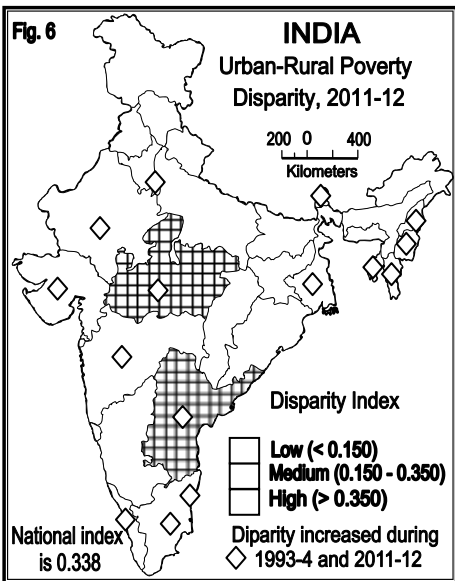 Fig. 6
INDIA
Urban-Rural Poverty
Disparity, 2011-12
200 0 400
Kilometers
Disparity Index
Low (< 0.150)
Medium (0.150 - 0.350)
High (> 0.350)
National index
is 0.338
Diparity increased during
1993-4 and 2011-12